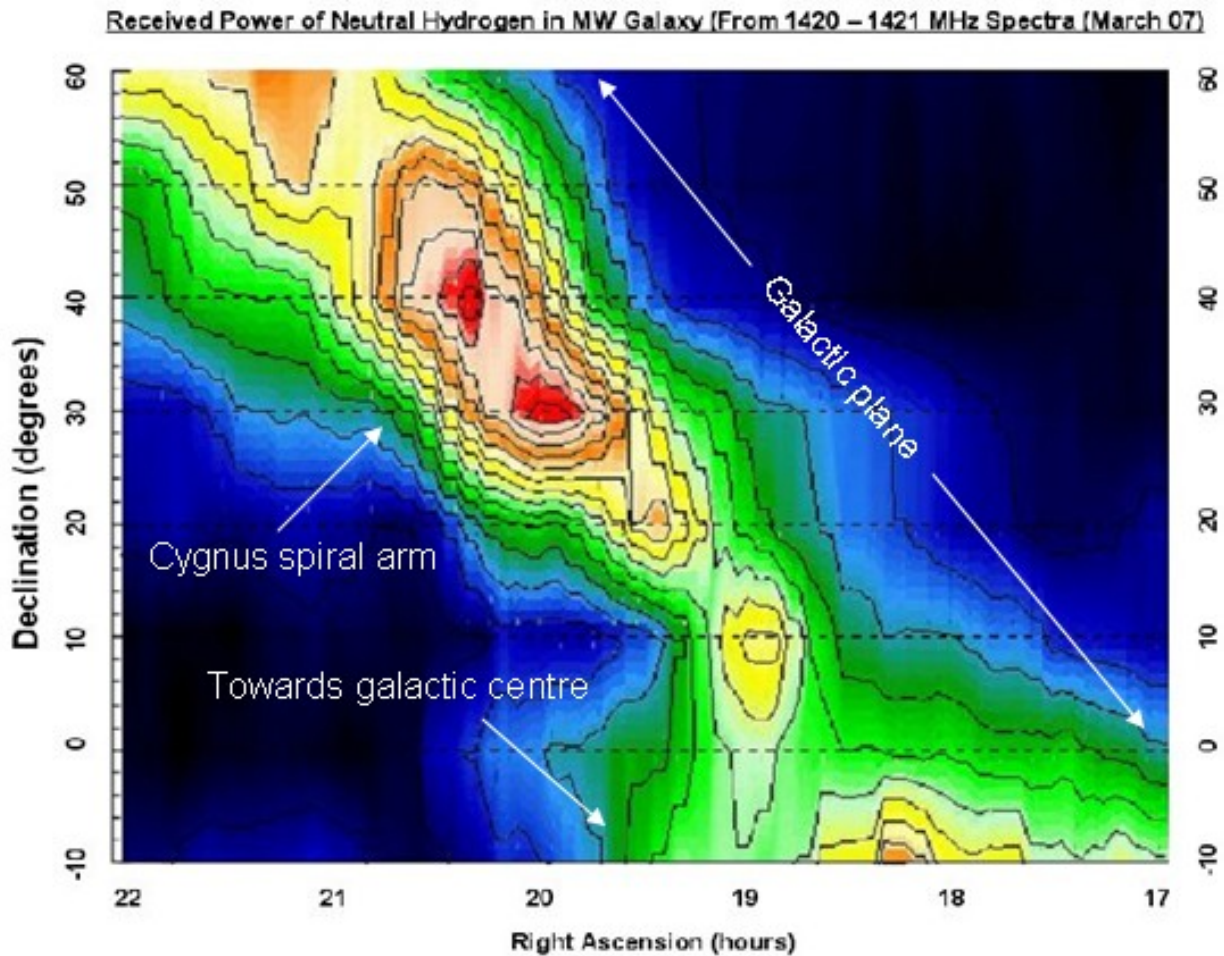 Received Power of Neutral Hydrogen in MW Galaxy (From 1420 – 1421 MHz Spectra (March 07)
60
50
40
30
20
10
0
-10
Declination (degrees)
60
50
40
30
20
10
0
-10
Galactic plane
Cygnus spiral arm
Towards galactic centre
22 21 20 19 18 17
Right Ascension (hours)